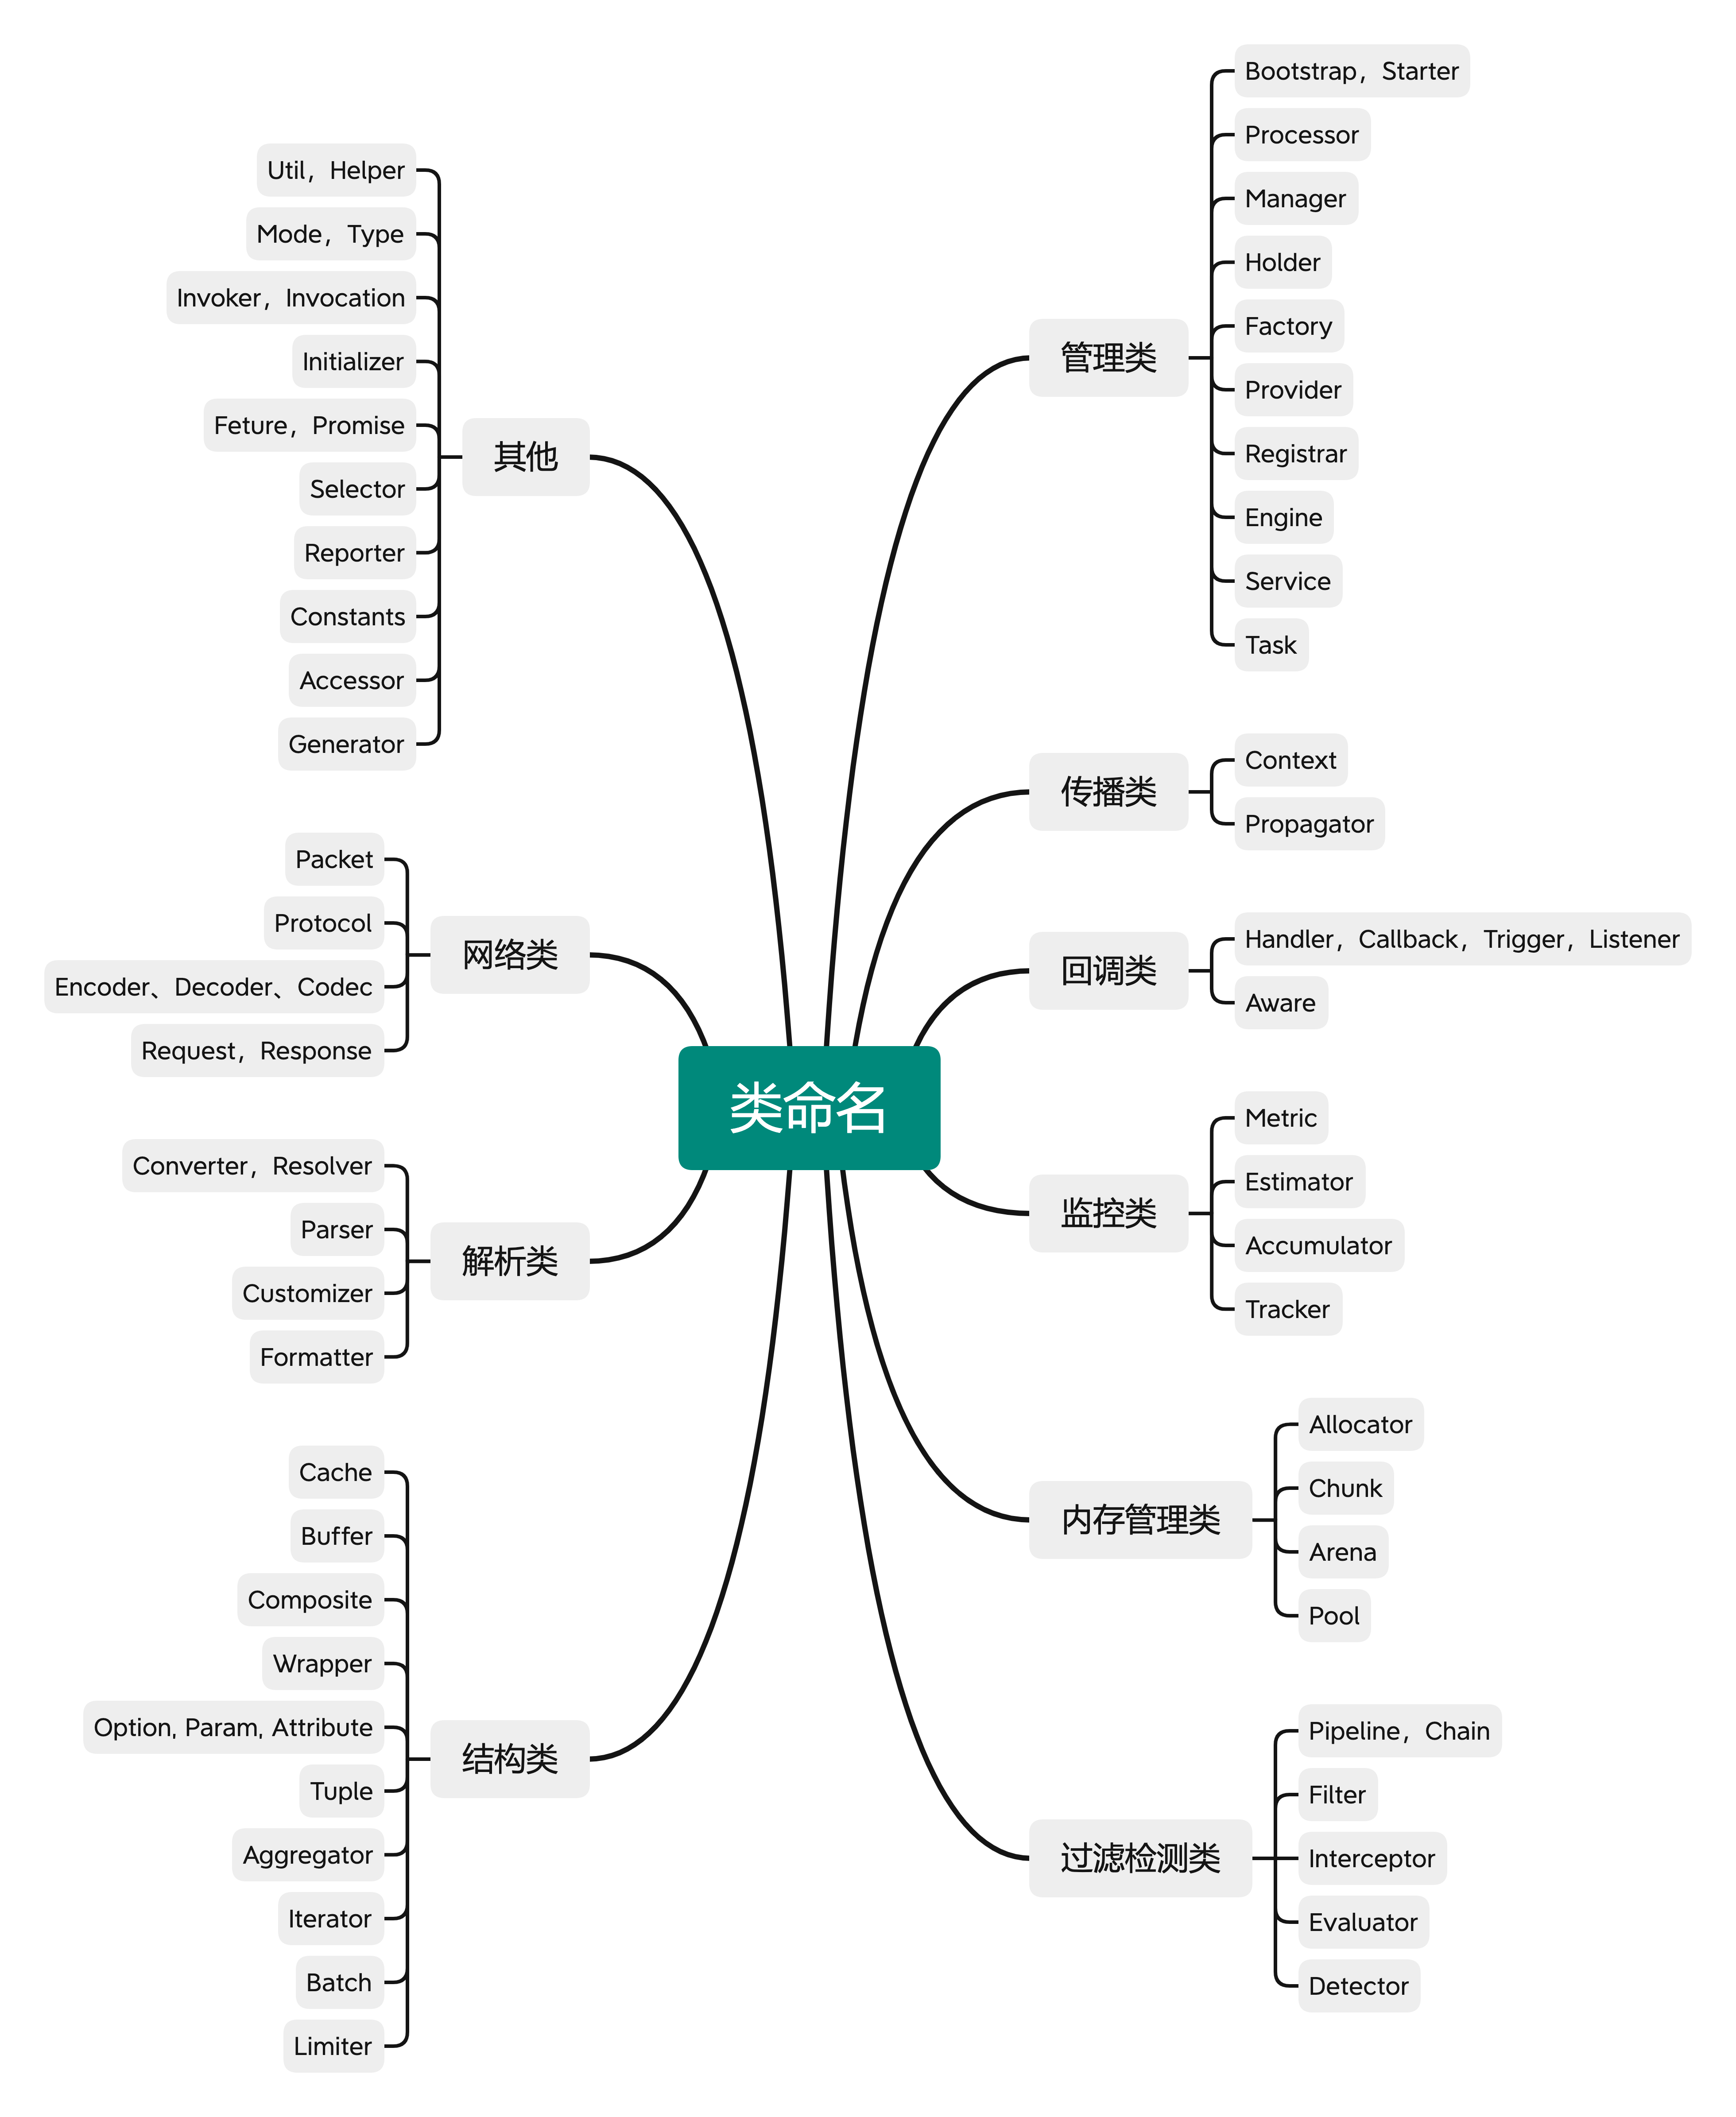 类命名
管理类
Bootstrap，Starter
Processor
Manager
Holder
Factory
Provider
Registrar
Engine
Service
Task
传播类
Context
Propagator
回调类
Handler，Callback，Trigger，Listener
Aware
监控类
Metric
Estimator
Accumulator
Tracker
内存管理类
Allocator
Chunk
Arena
Pool
过滤检测类
Pipeline，Chain
Filter
Interceptor
Evaluator
Detector
其他
Util，Helper
Mode，Type
Invoker，Invocation
Initializer
Feture，Promise
Selector
Reporter
Constants
Accessor
Generator
网络类
Packet
Protocol
Encoder、Decoder、Codec
Request，Response
解析类
Converter，Resolver
Parser
Customizer
Formatter
结构类
Cache
Buffer
Composite
Wrapper
Option, Param, Attribute
Tuple
Aggregator
Iterator
Batch
Limiter